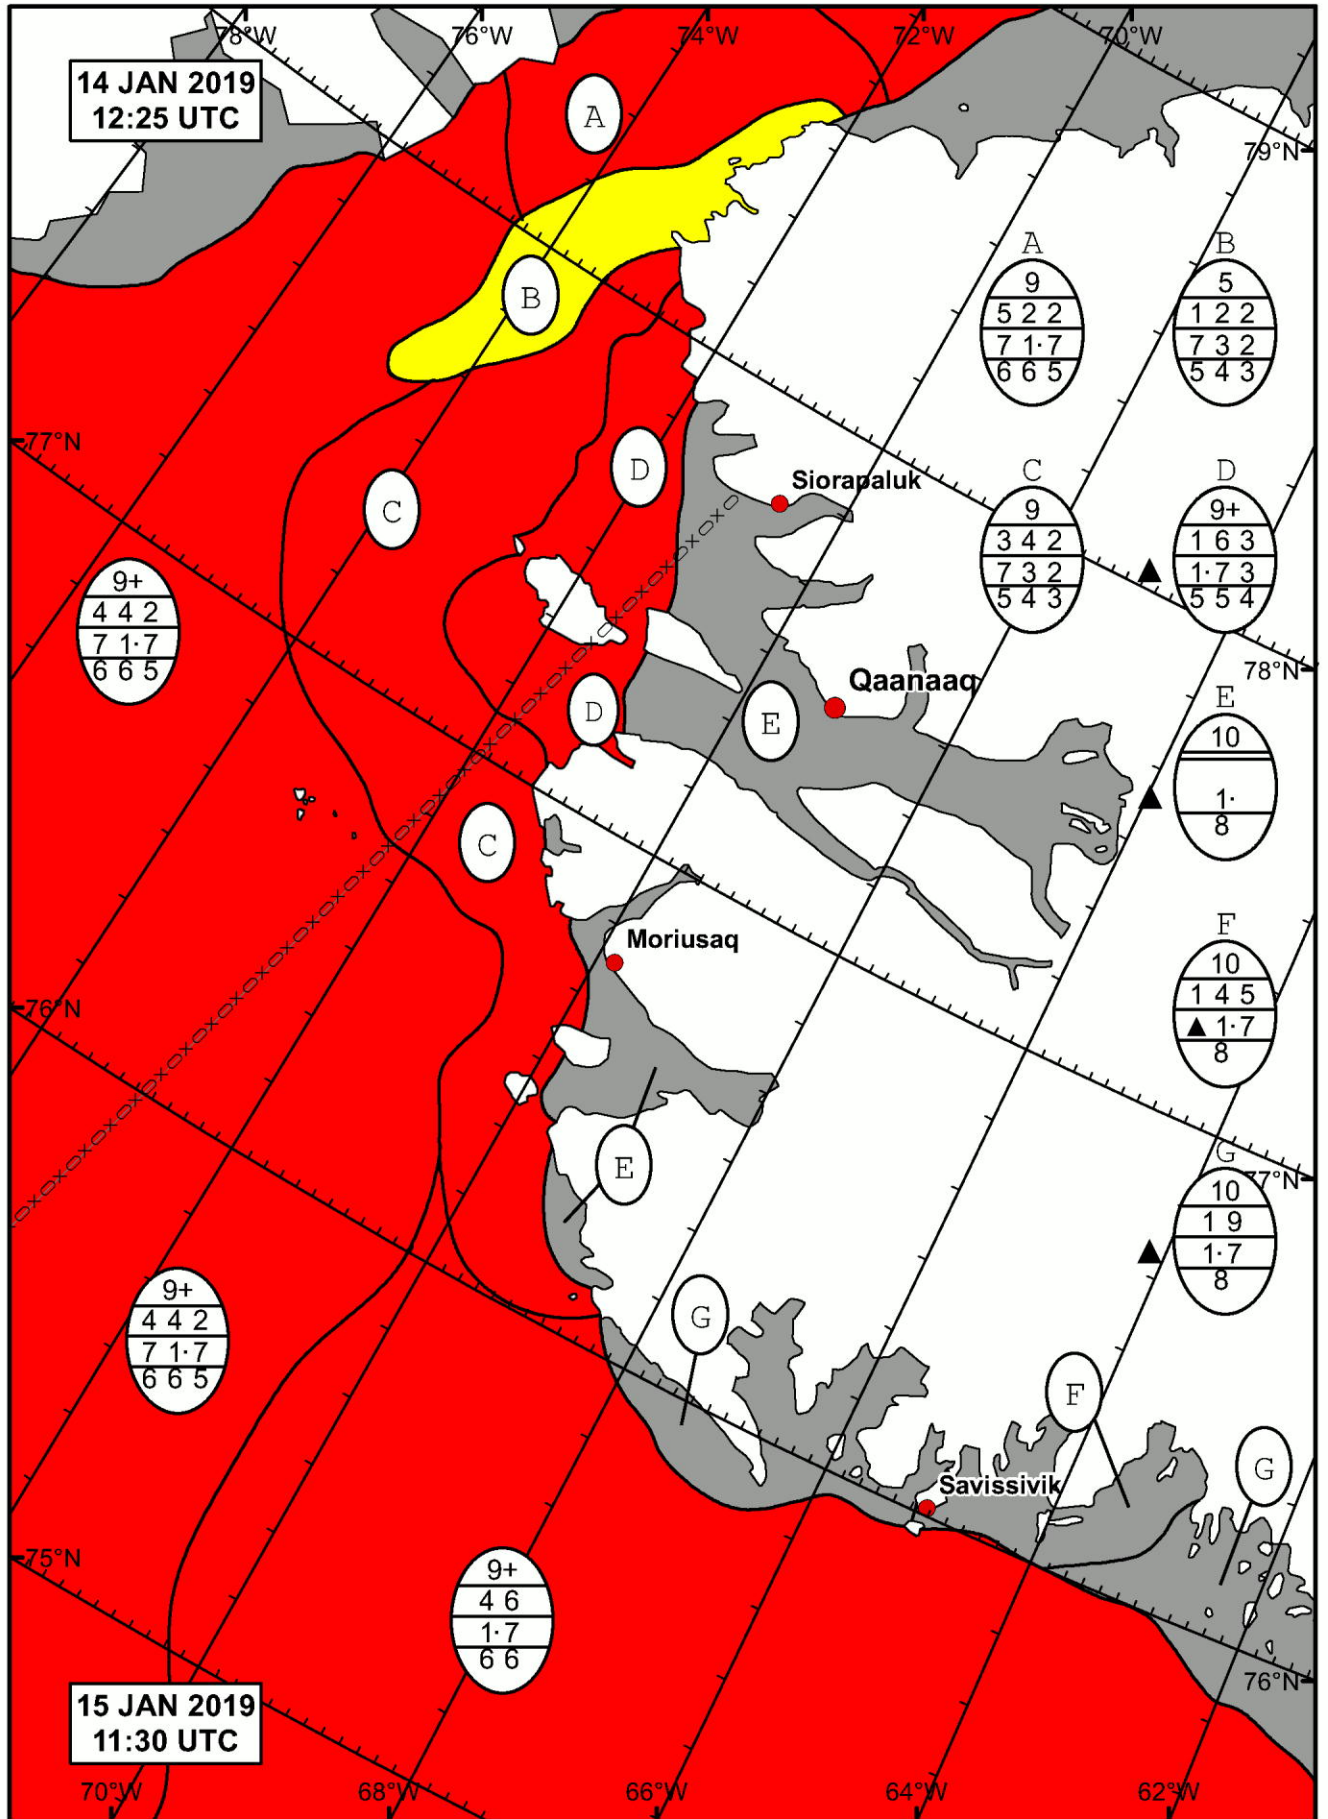 78°W
76°W
74°W
72°W
70°W
14 JAN 2019
12:25 UTC
A
79°N
A
9
5 2 2
7 1· 7
6 6 5
B
5
1 2 2
7 3 2
5 4 3
B
77°N
D
C
Siorapaluk
C
9
3 4 2
7 3 2
5 4 3
D
9+
1 6 3
1· 7 3
5 5 4
9+
4 4 2
7 1· 7
6 6 5
78°N
Qaanaaq
D
E
E
10
1·
8
C
Moriusaq
F
10
1 4 5
▲ 1· 7
8
76°N
E
G
10
1 9
1· 7
8
77°N
9+
4 4 2
7 1· 7
6 6 5
G
F
G
Savissivik
75°N
9+
4 6
1· 7
6 6
76°N
15 JAN 2019
11:30 UTC
70°W
68°W
66°W
64°W
62°W